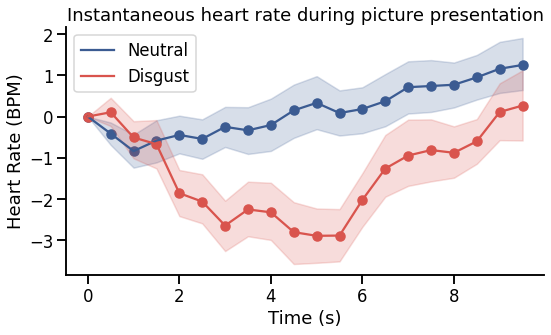 Instantaneous heart rate during picture presentation
Neutral
Disgust
Heart Rate (BPM)
2
1
0
−1
−2
−3
0 2 4 6 8
Time (s)